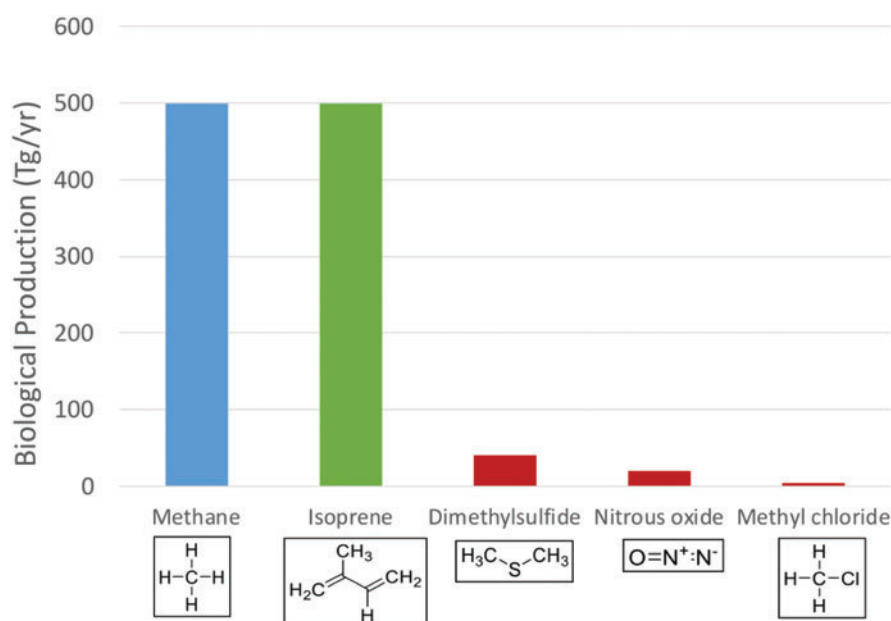 600
500
400
300
200
100
0
Biological Production (Tg/yr)
Methane Isoprene Dimethylsulfide Nitrous oxide Methyl chloride
H
H-C-H
H
CH₃
H₂C CH₂
H
H₃C S CH₃
O=N⁺:N⁻
H
H-C-Cl
H